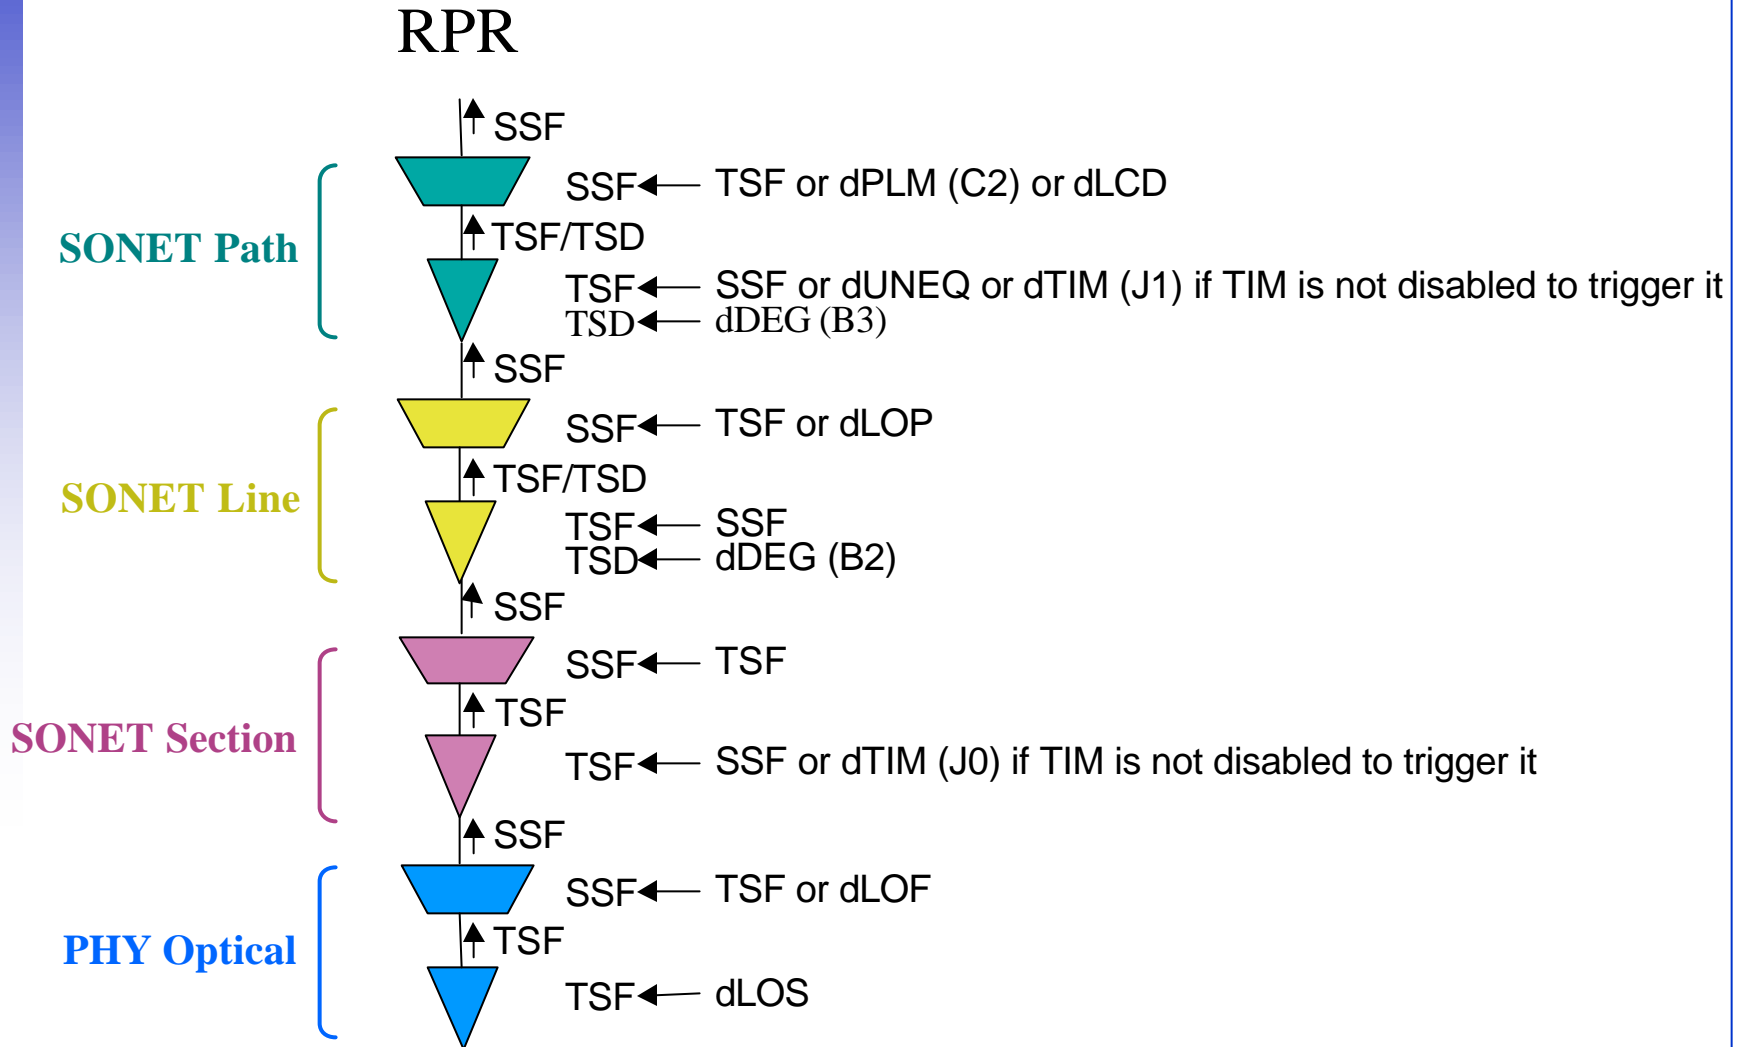 RPR
SSF
SSF TSF or dPLM (C2) or dLCD
TSF/TSD
SONET Path
TSF SSF or dUNEQ or dTIM (J1) if TIM is not disabled to trigger it
TSD dDEG (B3)
SSF
SSF TSF or dLOP
TSF/TSD
SONET Line
TSF SSF
TSD dDEG (B2)
SSF
SSF TSF
TSF
SONET Section
TSF SSF or dTIM (J0) if TIM is not disabled to trigger it
SSF
SSF TSF or dLOF
TSF
PHY Optical
TSF dLOS